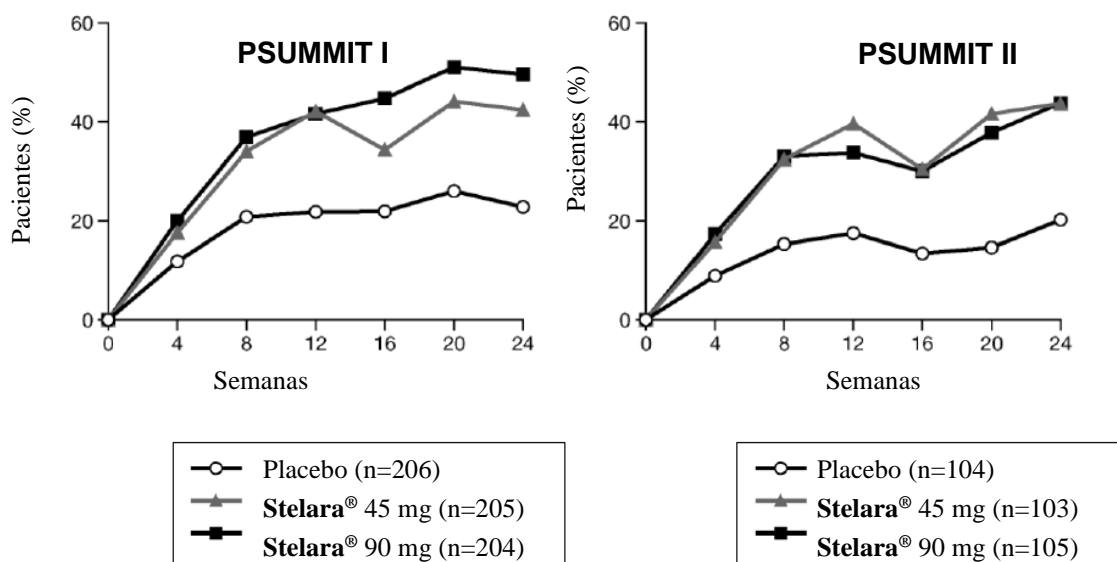 PSUMMIT I
Pacientes (%)
60
40
20
0
0 4 8 12 16 20 24
Semanas
Placebo (n=206)
Stelara® 45 mg (n=205)
Stelara® 90 mg (n=204)
PSUMMIT II
Pacientes (%)
60
40
20
0
0 4 8 12 16 20 24
Semanas
Placebo (n=104)
Stelara® 45 mg (n=103)
Stelara® 90 mg (n=105)